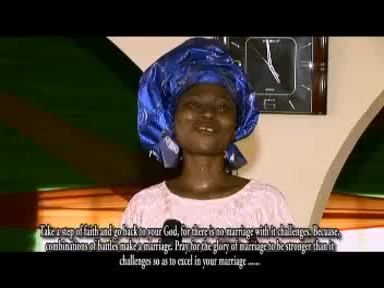 Take a step of faith and go back to your God, for there is no marriage with it challenges. Becuase,
combinations of battles make a marriage. Pray for the glory of marriage to be stronger than it
challenges so as to excel in your marriage ......